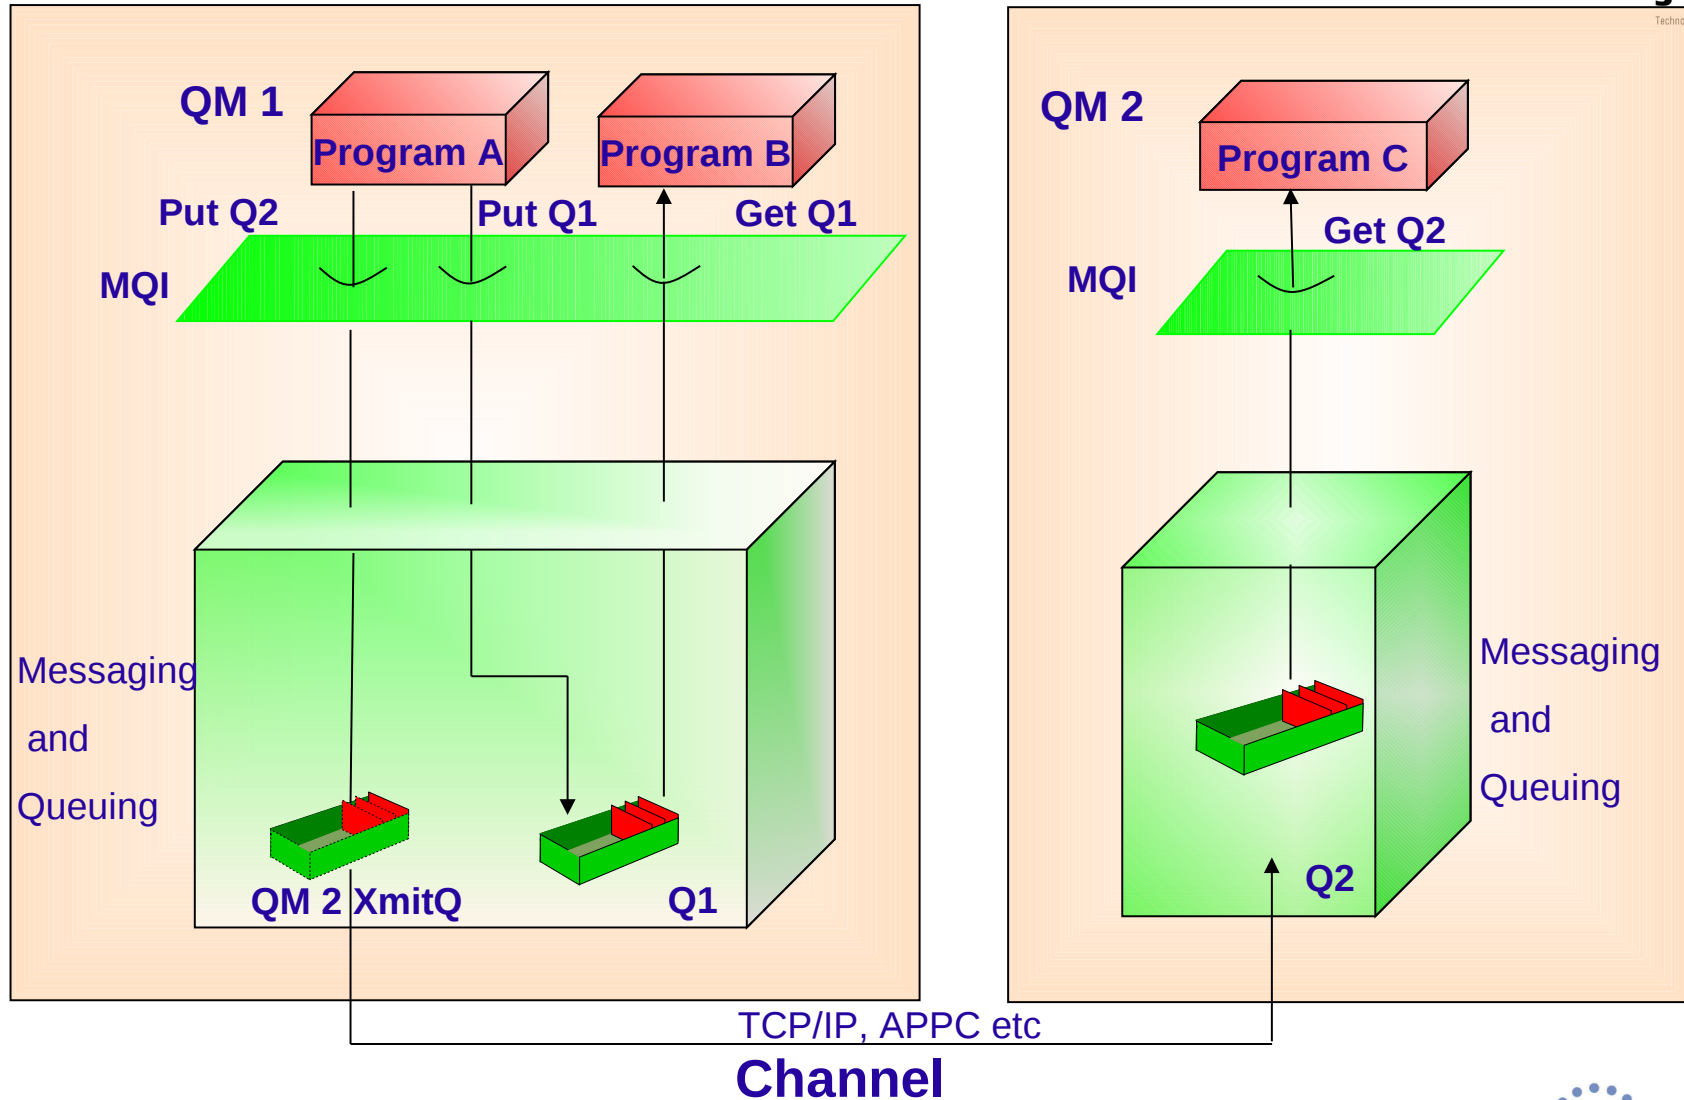 Techno
QM 1
Program A
Program B
QM 2
Program C
Put Q2
Put Q1
Get Q1
Get Q2
MQI
MQI
Messaging
and
Queuing
Messaging
and
Queuing
QM 2 XmitQ
Q1
Q2
TCP/IP, APPC etc
Channel